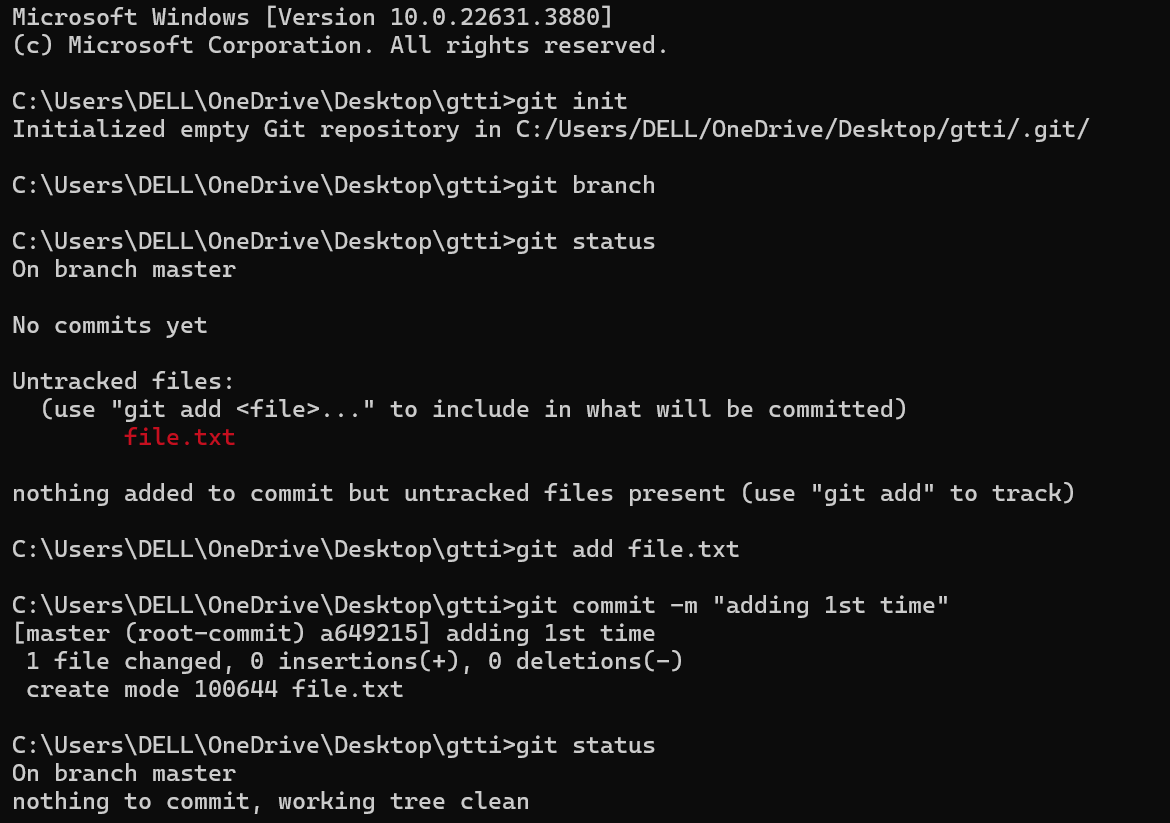 Microsoft Windows [Version 10.0.22631.3880]
(c) Microsoft Corporation. All rights reserved.
C:\Users\DELL\OneDrive\Desktop\gtti>git init
Initialized empty Git repository in C:/Users/DELL/OneDrive/Desktop/gtti/.git/
C:\Users\DELL\OneDrive\Desktop\gtti>git branch
C:\Users\DELL\OneDrive\Desktop\gtti>git status
On branch master
No commits yet
Untracked files:
  (use "git add <file>..." to include in what will be committed)
        file.txt
nothing added to commit but untracked files present (use "git add" to track)
C:\Users\DELL\OneDrive\Desktop\gtti>git add file.txt
C:\Users\DELL\OneDrive\Desktop\gtti>git commit -m "adding 1st time"
[master (root-commit) a649215] adding 1st time
 1 file changed, 0 insertions(+), 0 deletions(-)
 create mode 100644 file.txt
C:\Users\DELL\OneDrive\Desktop\gtti>git status
On branch master
nothing to commit, working tree clean